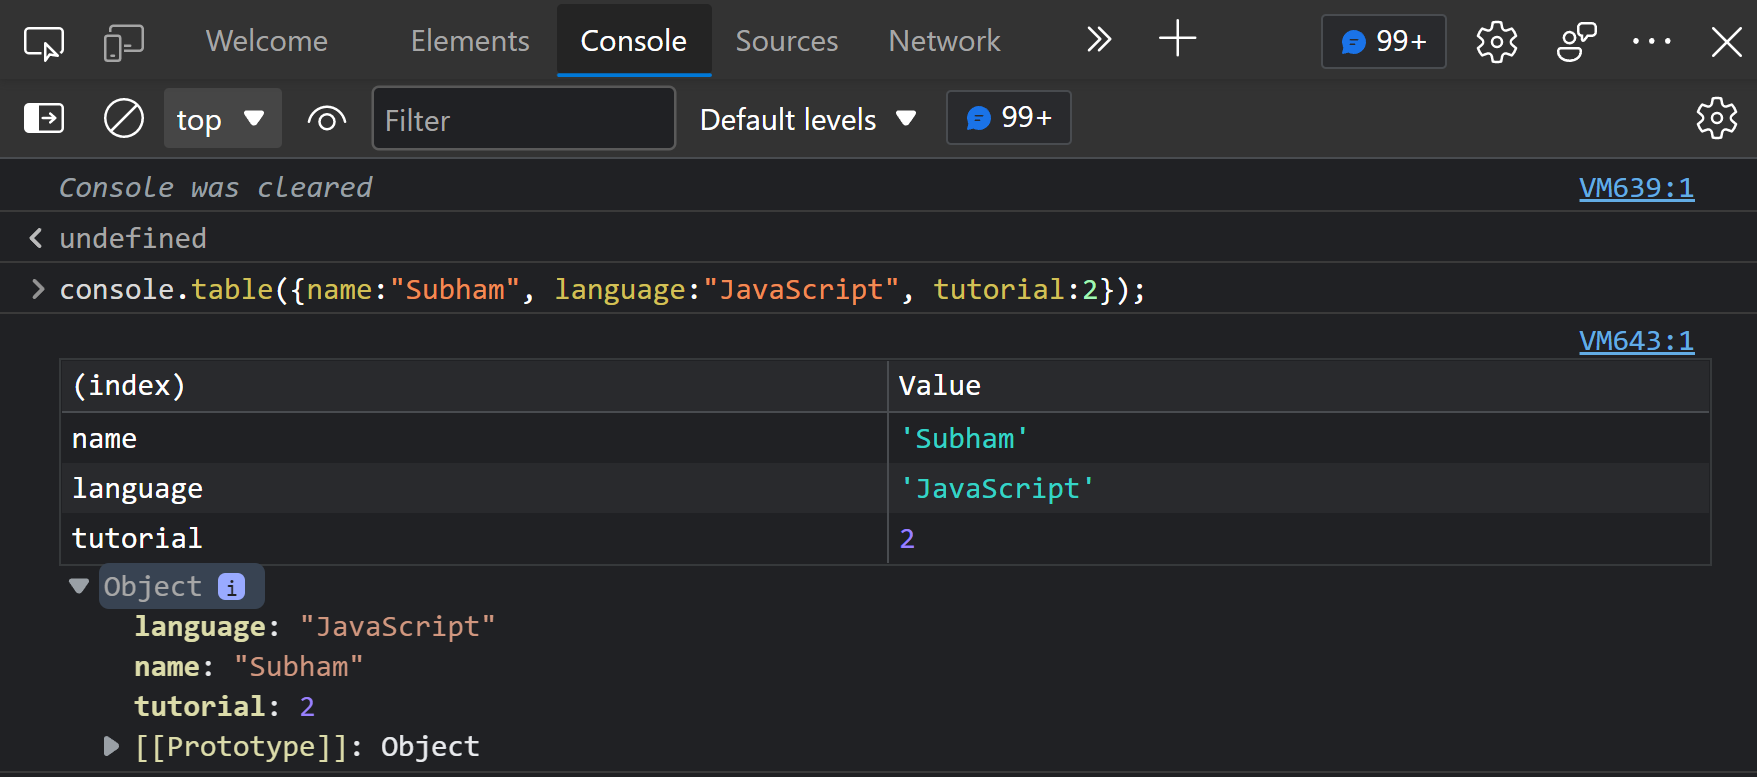 Welcome Elements Console Sources Network 99+
top Filter Default levels 99+
Console was cleared VM639:1
undefined
console.table({name:"Subham", language:"JavaScript", tutorial:2});
VM643:1
(index) Value
name 'Subham'
language 'JavaScript'
tutorial 2
Object i
language: "JavaScript"
name: "Subham"
tutorial: 2
[[Prototype]]: Object